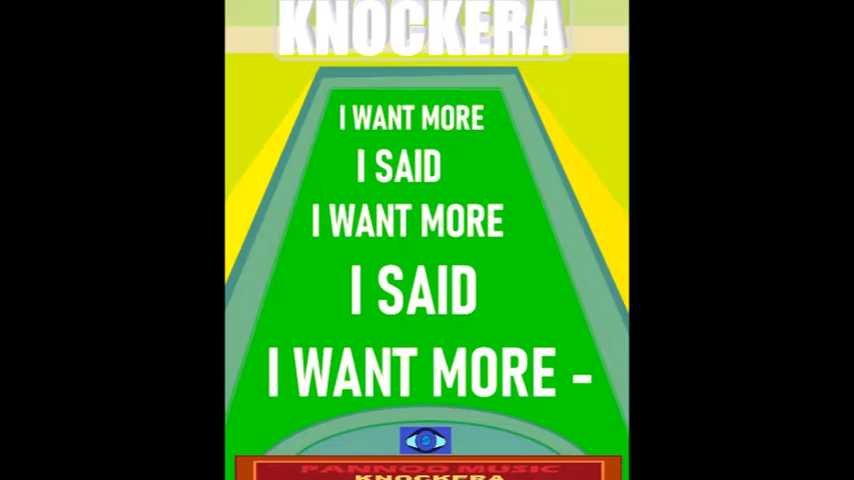 KNOCKERA
I WANT MORE
I SAID
I WANT MORE
I SAID
I WANT MORE -
PANNOD MUSIC
KNOCKERA